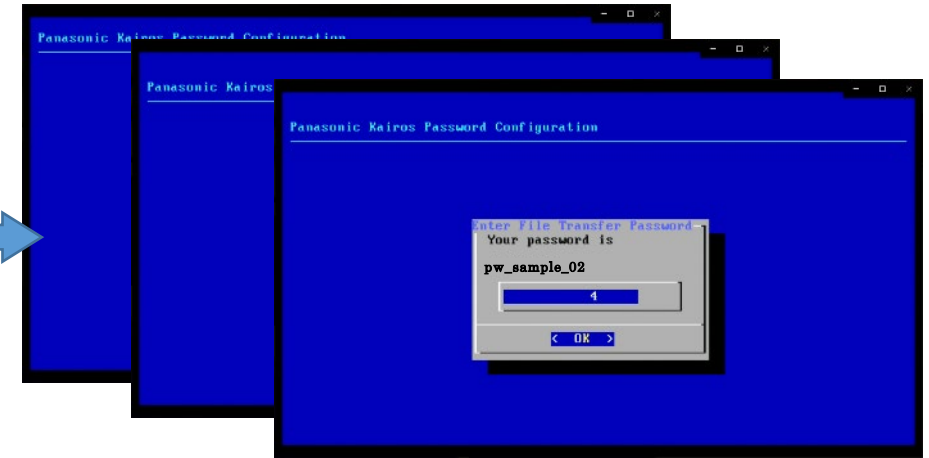 Panasonic Kairos Password Configuration
Panasonic Kairos
Panasonic Kairos Password Configuration
Enter File Transfer Password
Your password is
pw_sample_02
4
< OK >